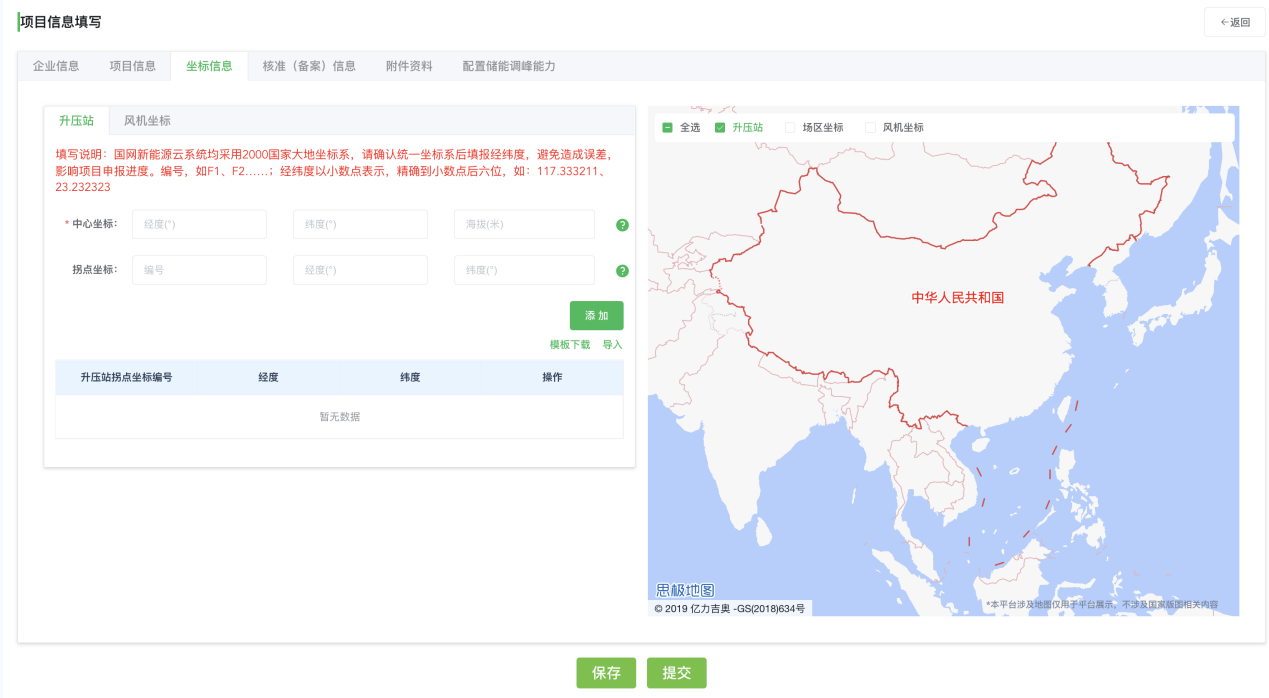 项目信息填写
←返回
企业信息 项目信息 坐标信息 核准（备案）信息 附件资料 配置储能调峰能力
升压站 风机坐标
填写说明：国网新能源云系统均采用2000国家大地坐标系，请确认统一坐标系后填报经纬度，避免造成误差，
影响项目申报进度。编号，如F1、F2……；经纬度以小数点表示，精确到小数点后六位，如：117.333211、
23.232323
* 中心坐标： 经度(°) 纬度(°) 海拔(米) ?
拐点坐标： 编号 经度(°) 纬度(°) ?
添 加
模板下载 导入
升压站拐点坐标编号 经度 纬度 操作
暂无数据
全选 升压站 场区坐标 风机坐标
中华人民共和国
思极地图
© 2019 亿力吉奥 -GS(2018)634号
*本平台涉及地图仅用于平台展示，不涉及国家版图相关内容
保存 提交